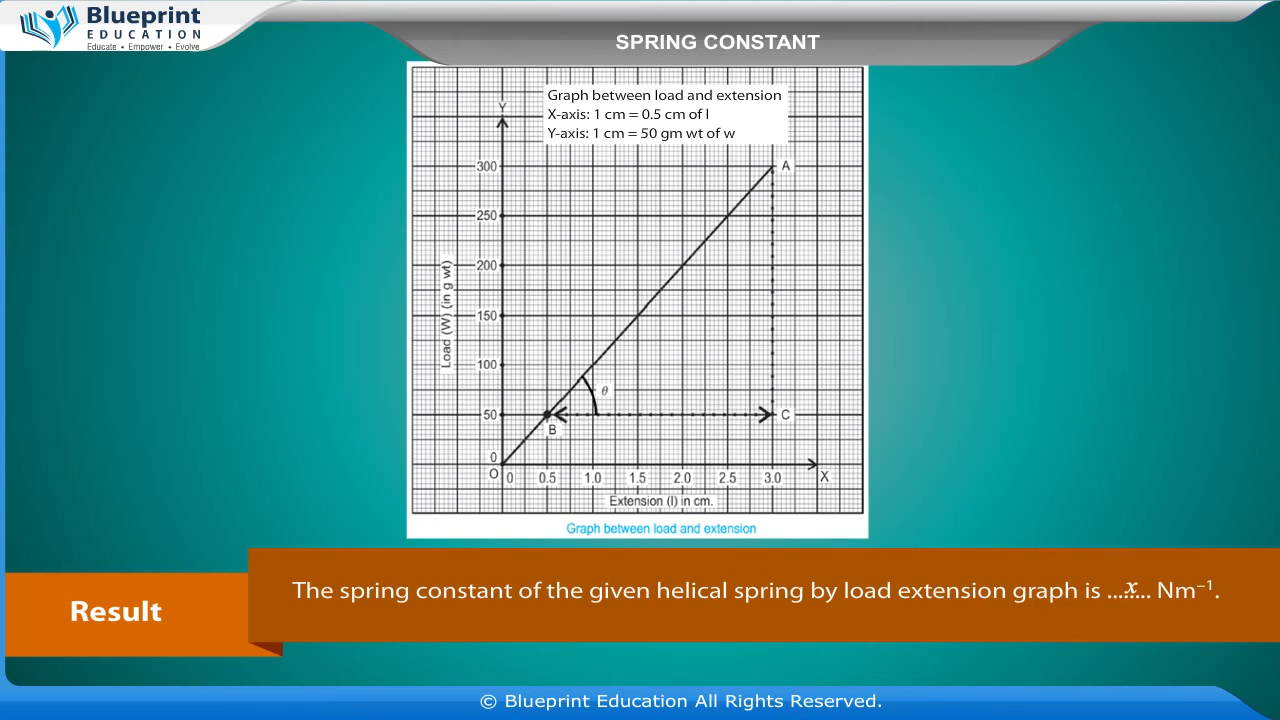 Blueprint
EDUCATION
Educate • Empower • Evolve
SPRING CONSTANT
Graph between load and extension
X-axis: 1 cm = 0.5 cm of l
Y-axis: 1 cm = 50 gm wt of w
Y
300
A
250
200
Load (W) (in g wt)
150
100
θ
50
C
B
0
O
0 0.5 1.0 1.5 2.0 2.5 3.0 X
Extension (l) in cm.
Graph between load and extension
The spring constant of the given helical spring by load extension graph is ...x... Nm⁻¹.
Result
© Blueprint Education All Rights Reserved.